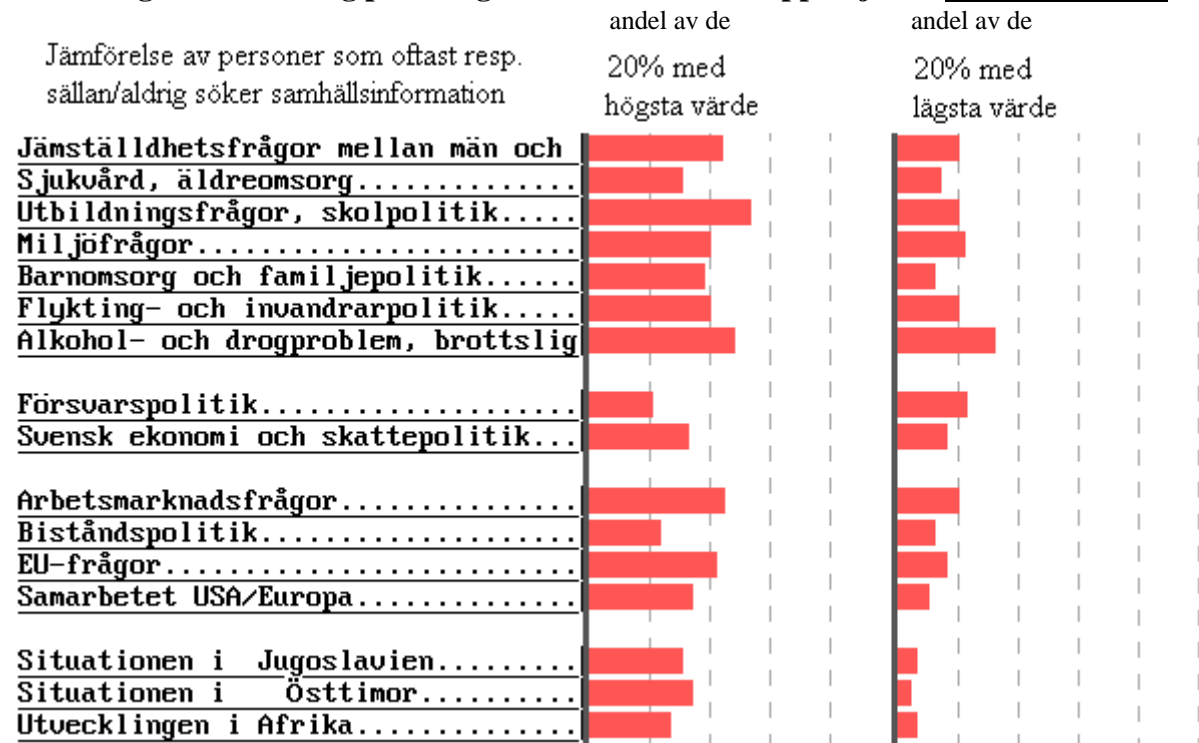 andel av de andel av de
Jämförelse av personer som oftast resp. 20% med 20% med
sällan/aldrig söker samhällsinformation högsta värde lägsta värde
Jämställdhetsfrågor mellan män och
Sjukvård, äldreomsorg..............
Utbildningsfrågor, skolpolitik.....
Miljöfrågor........................
Barnomsorg och familjepolitik......
Flykting- och invandrarpolitik.....
Alkohol- och drogproblem, brottslig
Försvarspolitik....................
Svensk ekonomi och skattepolitik...
Arbetsmarknadsfrågor...............
Biståndspolitik....................
EU-frågor..........................
Samarbetet USA/Europa..............
Situationen i Jugoslavien.........
Situationen i Östtimor..........
Utvecklingen i Afrika..............